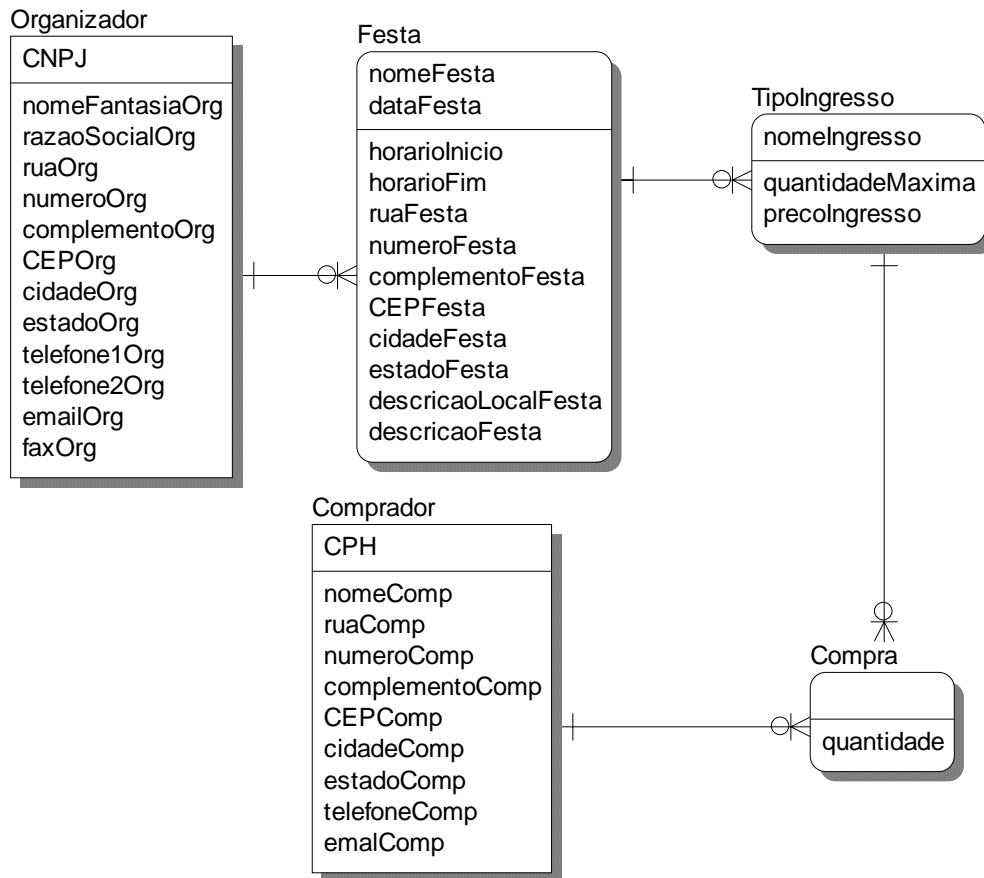 Organizador
CNPJ
nomeFantasiaOrg
razaoSocialOrg
ruaOrg
numeroOrg
complementoOrg
CEPOrg
cidadeOrg
estadoOrg
telefone1Org
telefone2Org
emailOrg
faxOrg
Festa
nomeFesta
dataFesta
horarioInicio
horarioFim
ruaFesta
numeroFesta
complementoFesta
CEPFesta
cidadeFesta
estadoFesta
descricaoLocalFesta
descricaoFesta
TipoIngresso
nomeIngresso
quantidadeMaxima
precoIngresso
Comprador
CPH
nomeComp
ruaComp
numeroComp
complementoComp
CEPComp
cidadeComp
estadoComp
telefoneComp
emalComp
Compra
quantidade